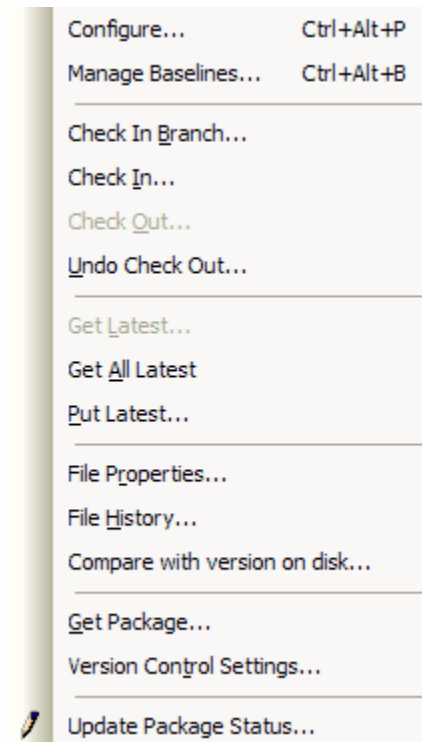 Configure... Ctrl+Alt+P
Manage Baselines... Ctrl+Alt+B
Check In Branch...
Check In...
Check Out...
Undo Check Out...
Get Latest...
Get All Latest
Put Latest...
File Properties...
File History...
Compare with version on disk...
Get Package...
Version Control Settings...
Update Package Status...